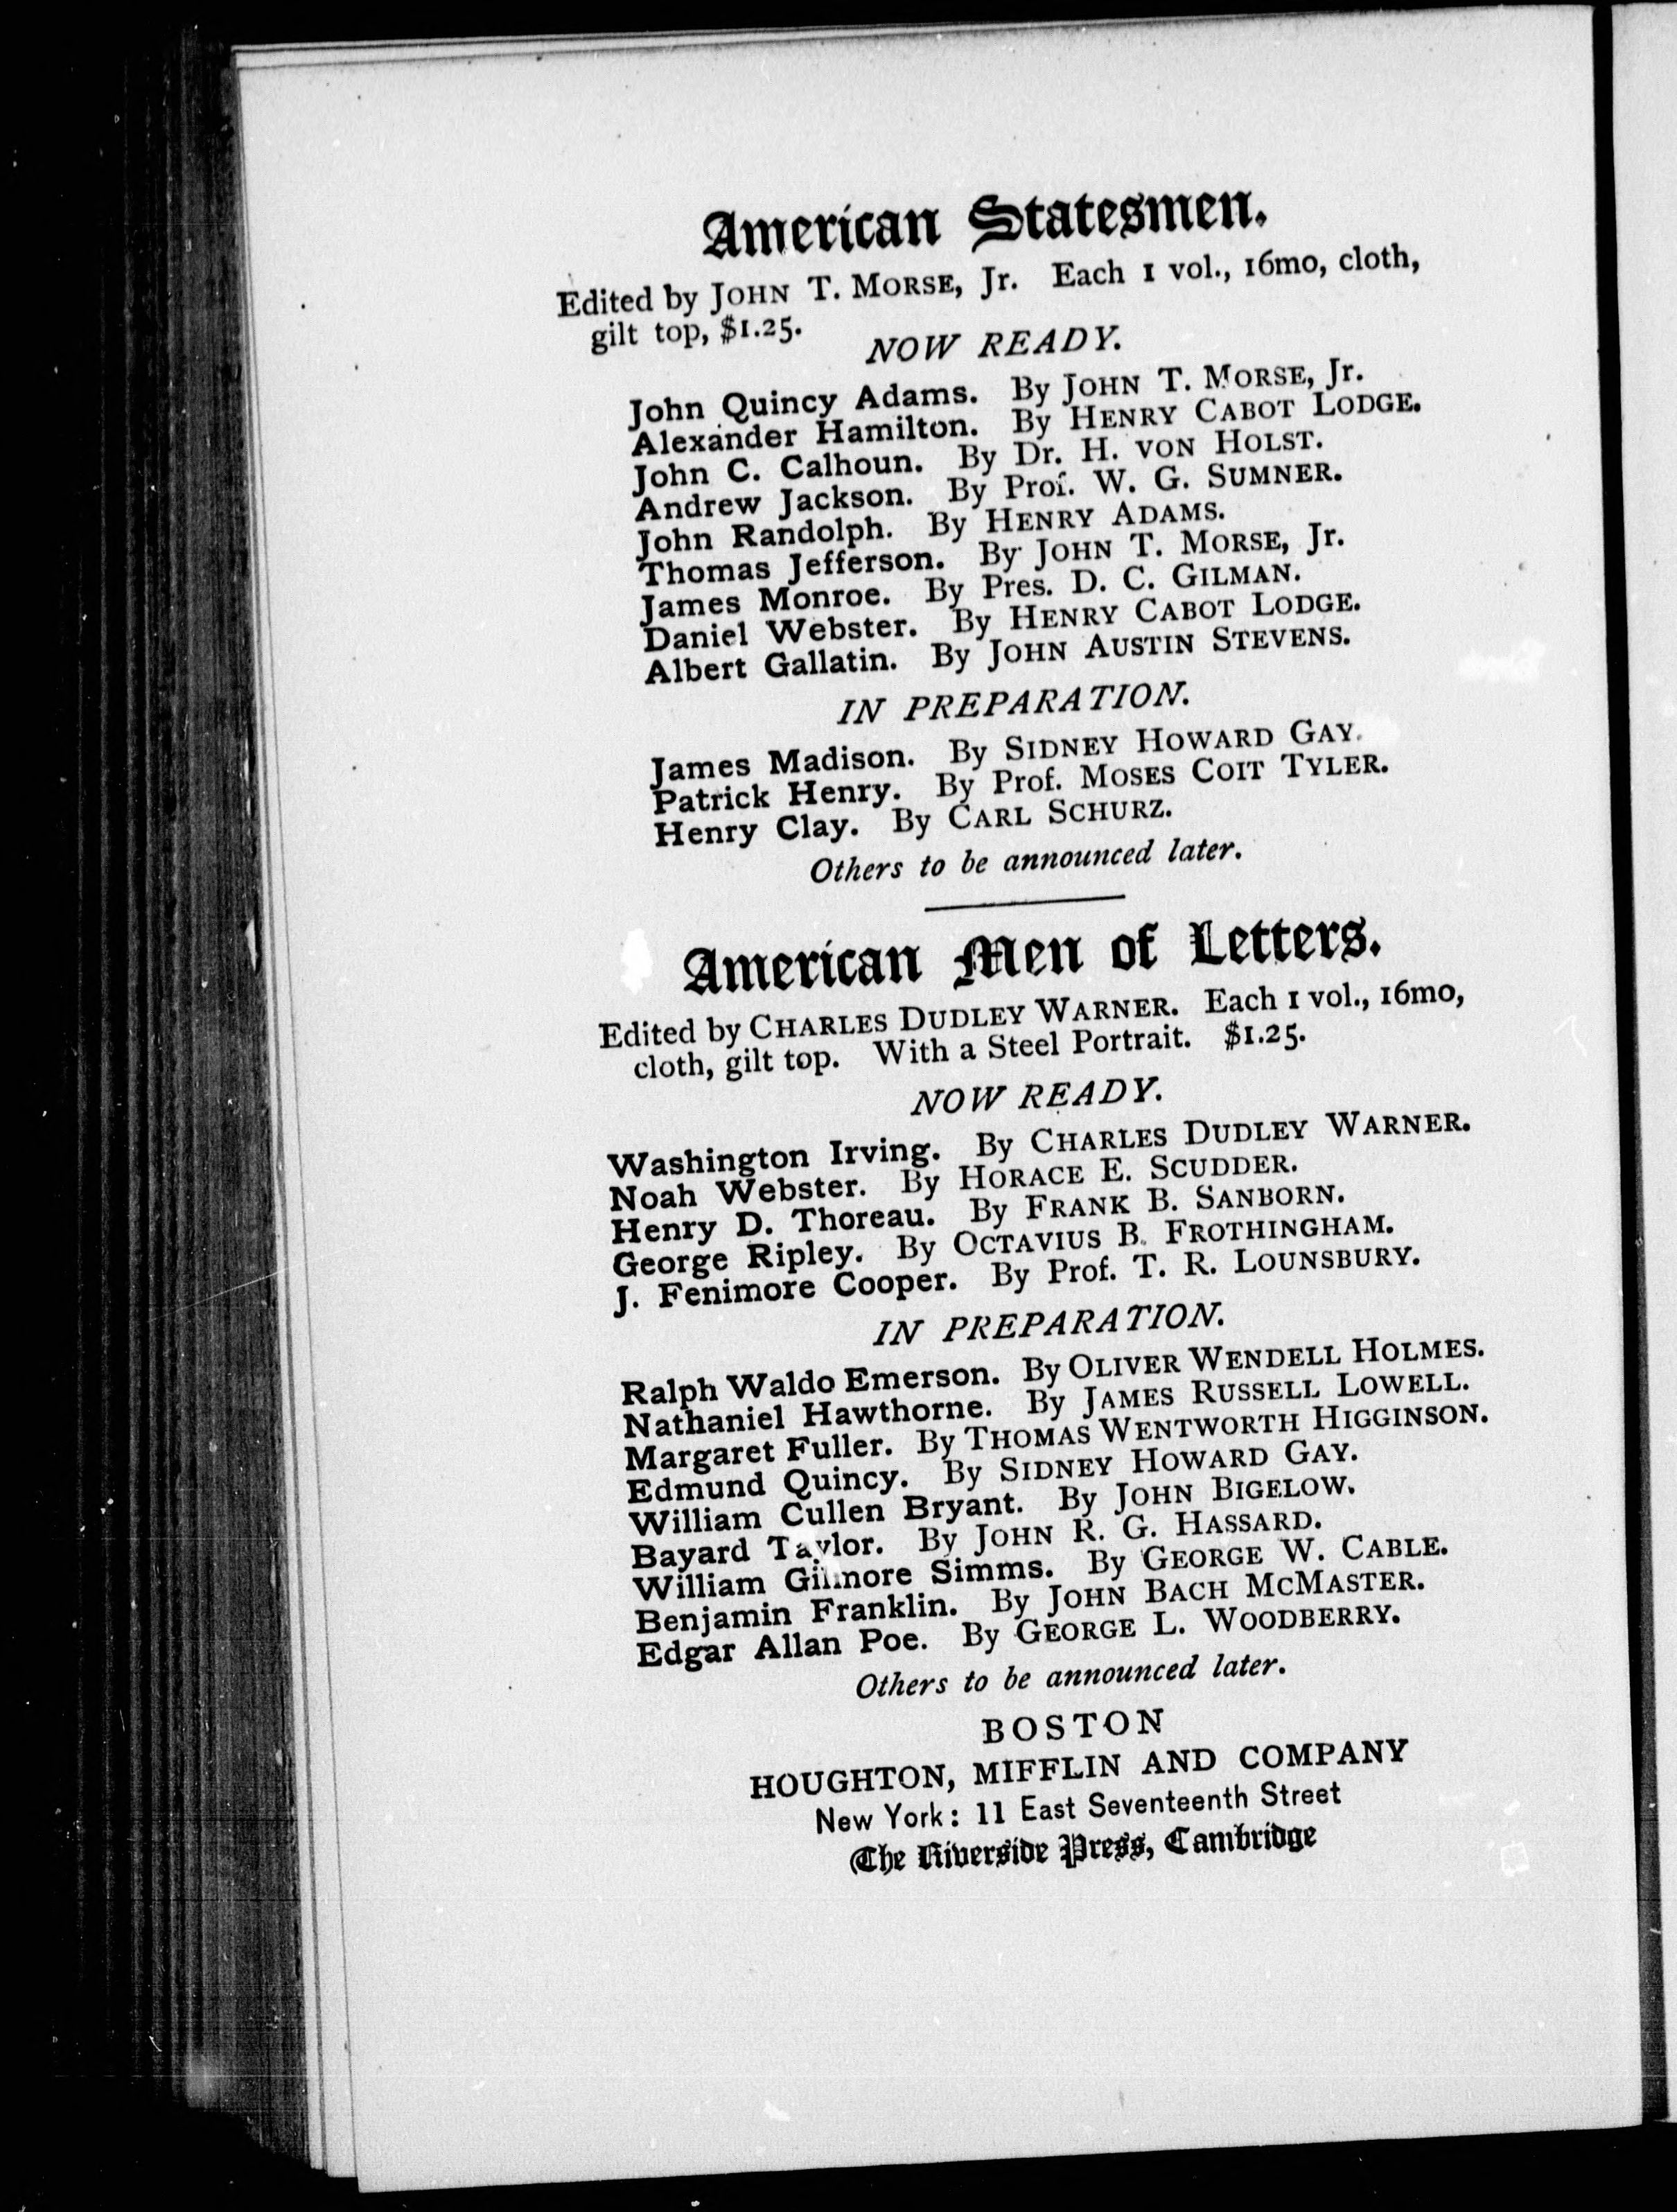 American Statesmen.
Edited by JOHN T. MORSE, Jr. Each 1 vol., 16mo, cloth,
gilt top, $1.25.
NOW READY.
John Quincy Adams. By JOHN T. MORSE, Jr.
Alexander Hamilton. By HENRY CABOT LODGE.
John C. Calhoun. By Dr. H. VON HOLST.
Andrew Jackson. By Prof. W. G. SUMNER.
John Randolph. By HENRY ADAMS.
Thomas Jefferson. By JOHN T. MORSE, Jr.
James Monroe. By Pres. D. C. GILMAN.
Daniel Webster. By HENRY CABOT LODGE.
Albert Gallatin. By JOHN AUSTIN STEVENS.
IN PREPARATION.
James Madison. By SIDNEY HOWARD GAY.
Patrick Henry. By Prof. MOSES COIT TYLER.
Henry Clay. By CARL SCHURZ.
Others to be announced later.
American Men of Letters.
Edited by CHARLES DUDLEY WARNER. Each 1 vol., 16mo,
cloth, gilt top. With a Steel Portrait. $1.25.
NOW READY.
Washington Irving. By CHARLES DUDLEY WARNER.
Noah Webster. By HORACE E. SCUDDER.
Henry D. Thoreau. By FRANK B. SANBORN.
George Ripley. By OCTAVIUS B. FROTHINGHAM.
J. Fenimore Cooper. By Prof. T. R. LOUNSBURY.
IN PREPARATION.
Ralph Waldo Emerson. By OLIVER WENDELL HOLMES.
Nathaniel Hawthorne. By JAMES RUSSELL LOWELL.
Margaret Fuller. By THOMAS WENTWORTH HIGGINSON.
Edmund Quincy. By SIDNEY HOWARD GAY.
William Cullen Bryant. By JOHN BIGELOW.
Bayard Taylor. By JOHN R. G. HASSARD.
William Gilmore Simms. By GEORGE W. CABLE.
Benjamin Franklin. By JOHN BACH MCMASTER.
Edgar Allan Poe. By GEORGE L. WOODBERRY.
Others to be announced later.
BOSTON
HOUGHTON, MIFFLIN AND COMPANY
New York: 11 East Seventeenth Street
The Riverside Press, Cambridge